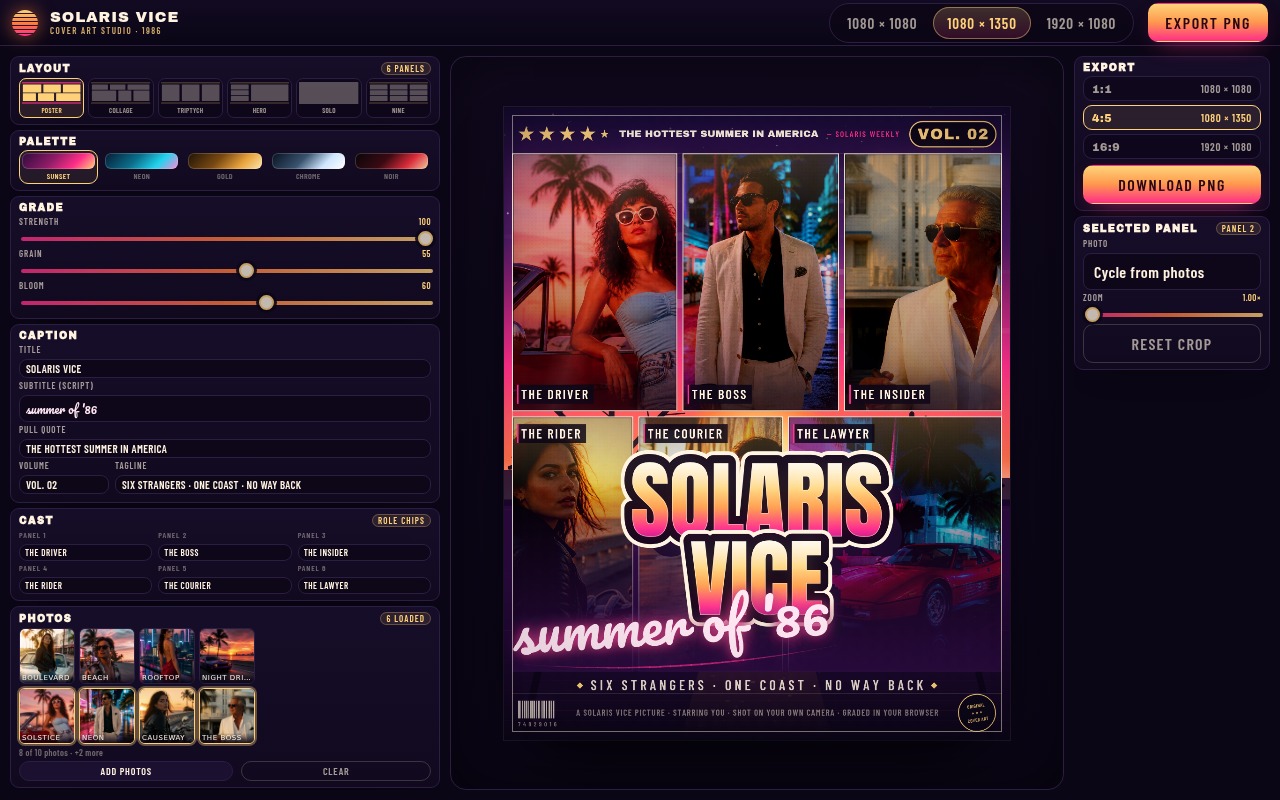 SOLARIS VICE
COVER ART STUDIO · 1986
1080 × 1080
1080 × 1350
1920 × 1080
EXPORT PNG
LAYOUT
6 PANELS
POSTER
COLLAGE
TRIPTYCH
HERO
SOLO
NINE
PALETTE
SUNSET
NEON
GOLD
CHROME
NOIR
GRADE
STRENGTH
100
GRAIN
55
BLOOM
60
CAPTION
TITLE
SOLARIS VICE
SUBTITLE (SCRIPT)
summer of '86
PULL QUOTE
THE HOTTEST SUMMER IN AMERICA
VOLUME
TAGLINE
VOL. 02
SIX STRANGERS · ONE COAST · NO WAY BACK
CAST
ROLE CHIPS
PANEL 1
PANEL 2
PANEL 3
THE DRIVER
THE BOSS
THE INSIDER
PANEL 4
PANEL 5
PANEL 6
THE RIDER
THE COURIER
THE LAWYER
PHOTOS
6 LOADED
BOULEVARD
BEACH
ROOFTOP
NIGHT DRI...
SOLSTICE
NEON
CAUSEWAY
THE BOSS
8 of 10 photos · +2 more
ADD PHOTOS
CLEAR
THE HOTTEST SUMMER IN AMERICA
– SOLARIS WEEKLY
VOL. 02
THE DRIVER
THE BOSS
THE INSIDER
THE RIDER
THE COURIER
THE LAWYER
SOLARIS
VICE
summer of '86
SIX STRANGERS · ONE COAST · NO WAY BACK
A SOLARIS VICE PICTURE · STARRING YOU · SHOT ON YOUR OWN CAMERA · GRADED IN YOUR BROWSER
ORIGINAL
COVER ART
EXPORT
1:1
1080 × 1080
4:5
1080 × 1350
16:9
1920 × 1080
DOWNLOAD PNG
SELECTED PANEL
PANEL 2
PHOTO
Cycle from photos
ZOOM
1.00×
RESET CROP